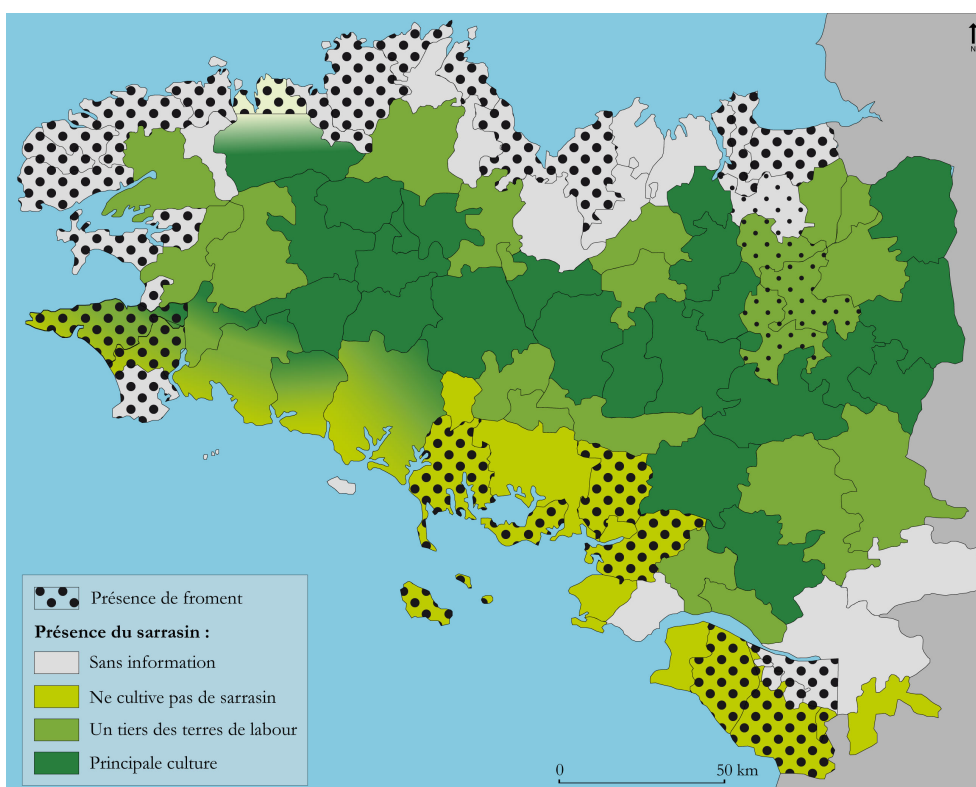 N
Présence de froment
Présence du sarrasin :
Sans information
Ne cultive pas de sarrasin
Un tiers des terres de labour
Principale culture
0 50 km